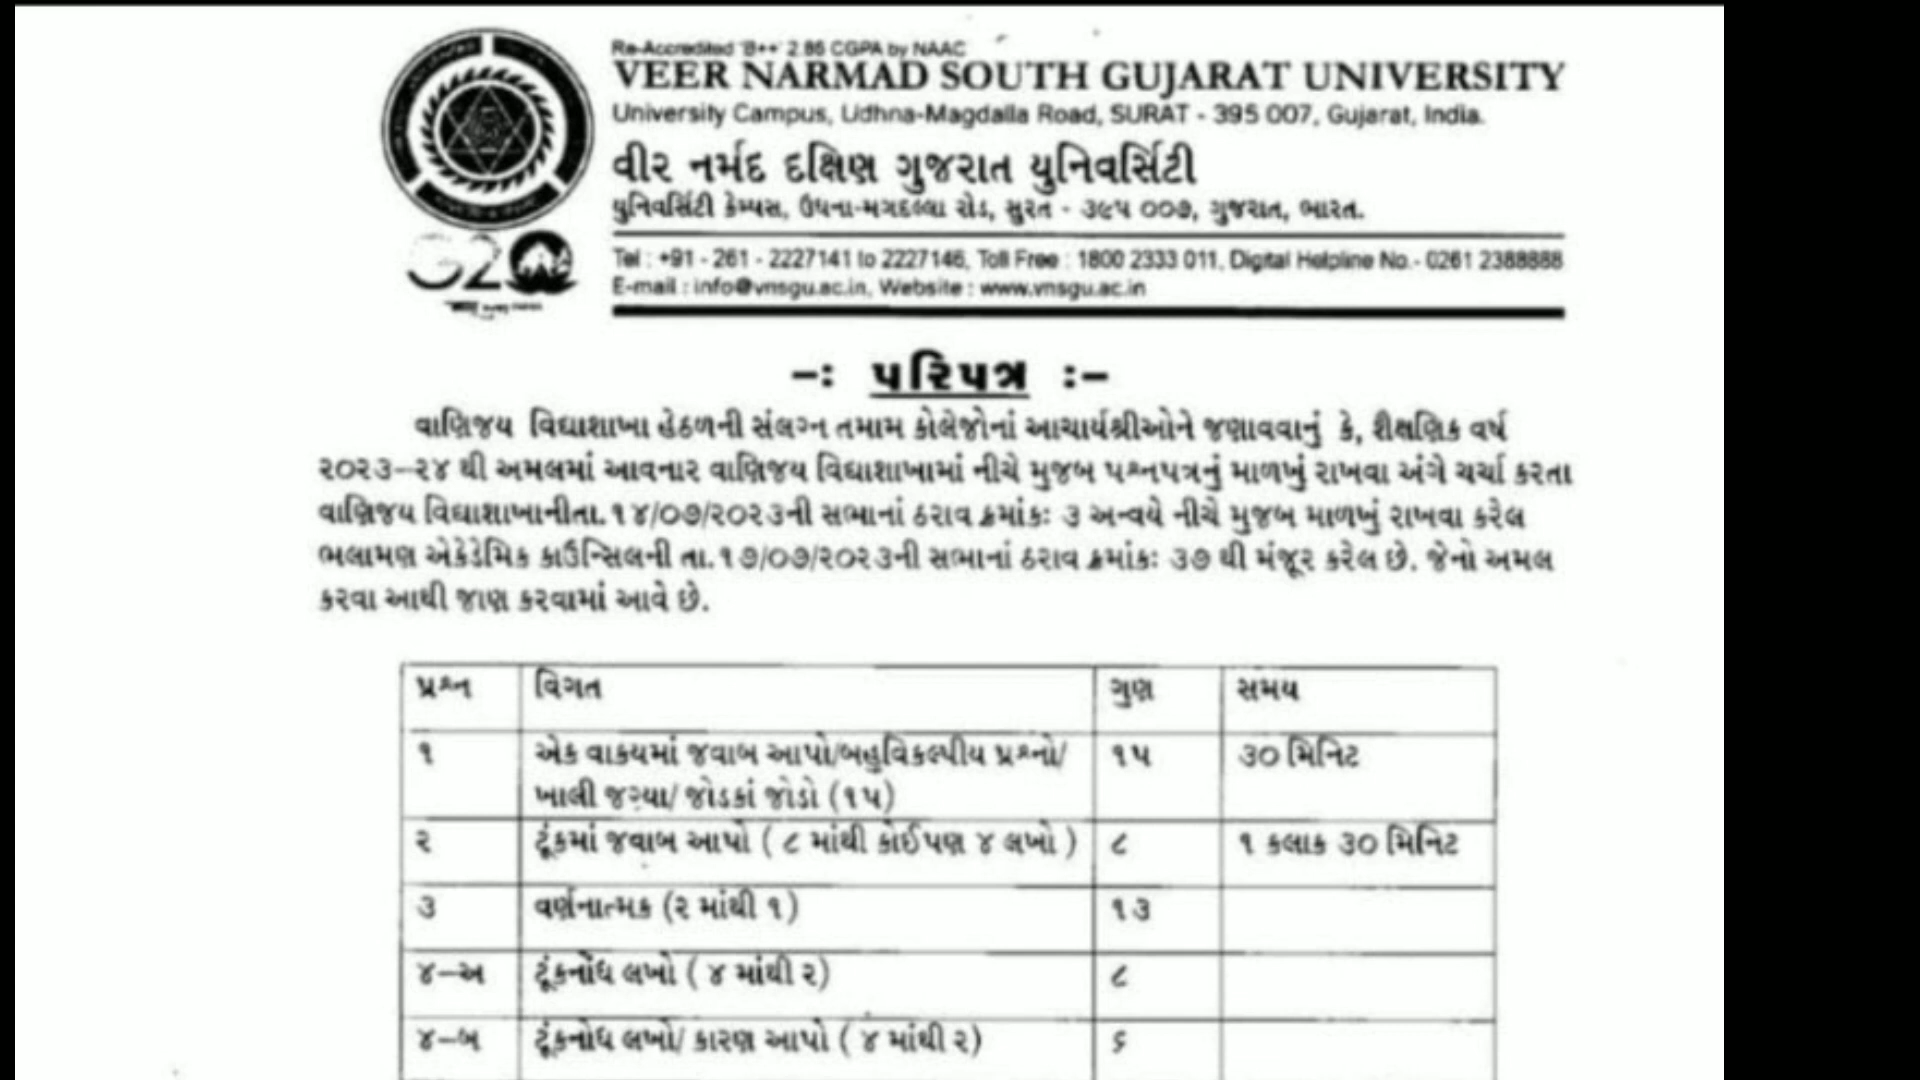 Re-Accredited 'B++' 2.86 CGPA by NAAC
VEER NARMAD SOUTH GUJARAT UNIVERSITY
University Campus, Udhna-Magdalla Road, SURAT - 395 007, Gujarat, India.
વીર નર્મદ દક્ષિણ ગુજરાત યુનિવર્સિટી
યુનિવર્સિટી કેમ્પસ, ઉધના-મગદલ્લા રોડ, સુરત - ૩૯૫ ૦૦૭, ગુજરાત, ભારત.
G20
Tel : +91 - 261 - 2227141 to 2227146, Toll Free : 1800 2333 011, Digital Helpline No.- 0261 2388888
E-mail : info@vnsgu.ac.in, Website : www.vnsgu.ac.in
-: પરિપત્ર :-
વાણિજય વિદ્યાશાખા હેઠળની સંલગ્ન તમામ કોલેજોનાં આચાર્યશ્રીઓને જણાવવાનું કે, શૈક્ષણિક વર્ષ
૨૦૨૩-૨૪ થી અમલમાં આવનાર વાણિજય વિદ્યાશાખામાં નીચે મુજબ પશ્નપત્રનું માળખું રાખવા અંગે ચર્ચા કરતા
વાણિજય વિદ્યાશાખાનીતા.૧૪/૦૭/૨૦૨૩ની સભાનાં ઠરાવ ક્રમાંકઃ ૩ અન્વયે નીચે મુજબ માળખું રાખવા કરેલ
ભલામણ એકેડેમિક કાઉન્સિલની તા.૧૭/૦૭/૨૦૨૩ની સભાનાં ઠરાવ ક્રમાંકઃ ૩૭ થી મંજૂર કરેલ છે. જેનો અમલ
કરવા આથી જાણ કરવામાં આવે છે.
પ્રશ્ન વિગત ગુણ સમય
૧ એક વાકયમાં જવાબ આપો/બહુવિકલ્પીય પ્રશ્નો/ ૧૫ ૩૦ મિનિટ
ખાલી જગ્યા/ જોડકાં જોડો (૧૫)
૨ ટૂંકમાં જવાબ આપો ( ૮ માંથી કોઈપણ ૪ લખો ) ૮ ૧ કલાક ૩૦ મિનિટ
૩ વર્ણનાત્મક (૨ માંથી ૧) ૧૩
૪-અ ટૂંકનોંધ લખો ( ૪ માંથી ૨) ૮
૪-બ ટૂંકનોધ લખો/ કારણ આપો ( ૪ માંથી ૨) ૬